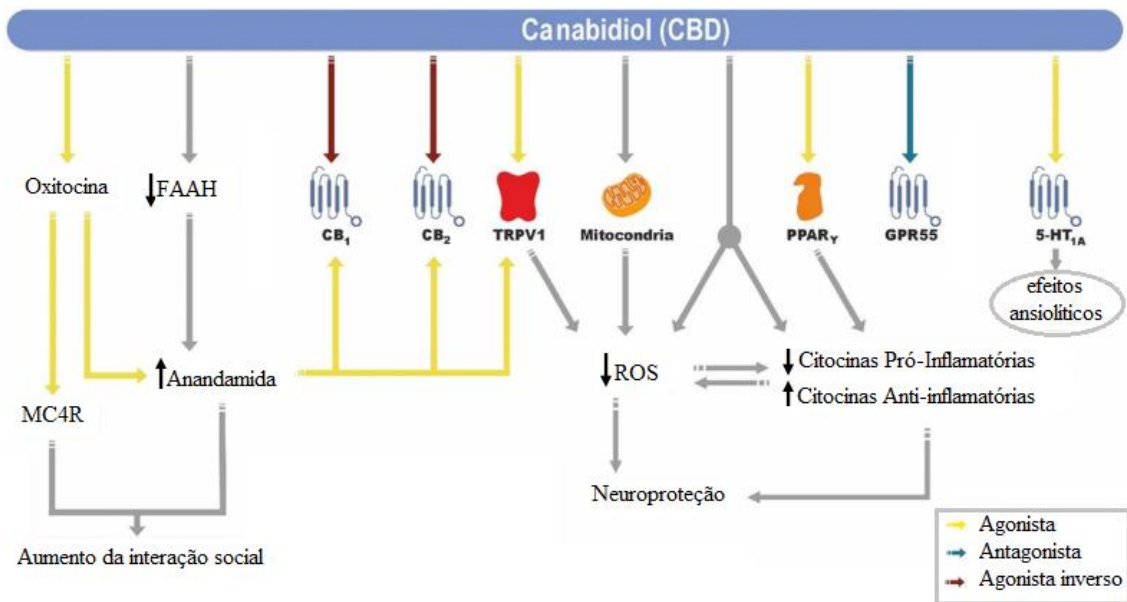 Canabidiol (CBD)
Oxitocina
↓FAAH
CB₁
CB₂
TRPV1
Mitocondria
PPARᵧ
GPR55
5-HT₁ₐ
efeitos
ansiolíticos
↑Anandamida
MC4R
↓ROS
↓Citocinas Pró-Inflamatórias
↑Citocinas Anti-inflamatórias
Neuroproteção
Aumento da interação social
Agonista
Antagonista
Agonista inverso